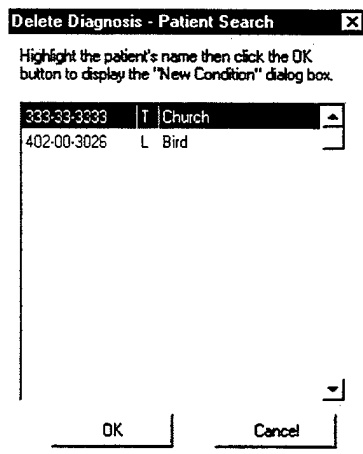 Delete Diagnosis - Patient Search
Highlight the patient's name then click the OK
button to display the "New Condition" dialog box.
333-33-3333 T Church
402-00-3026 L Bird
OK Cancel